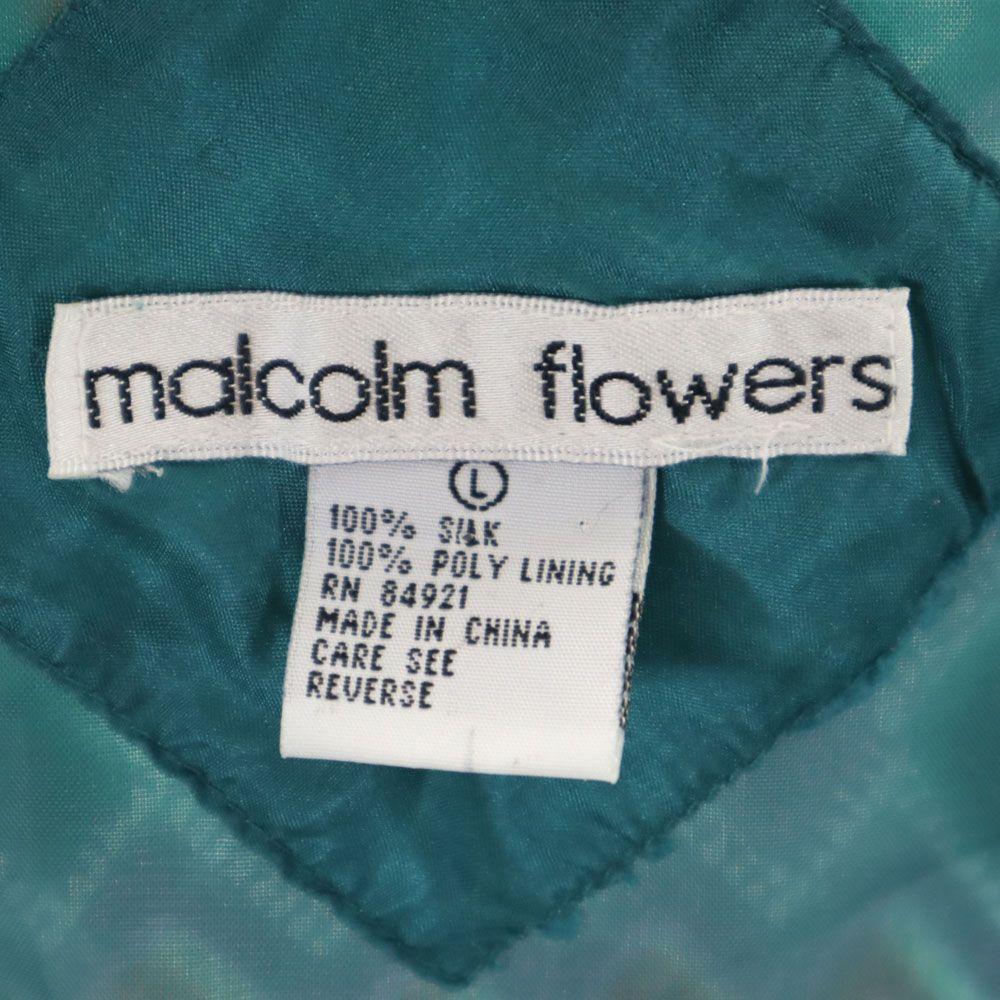 malcolm flowers
L
100% SILK
100% POLY LINING
RN 84921
MADE IN CHINA
CARE SEE
REVERSE